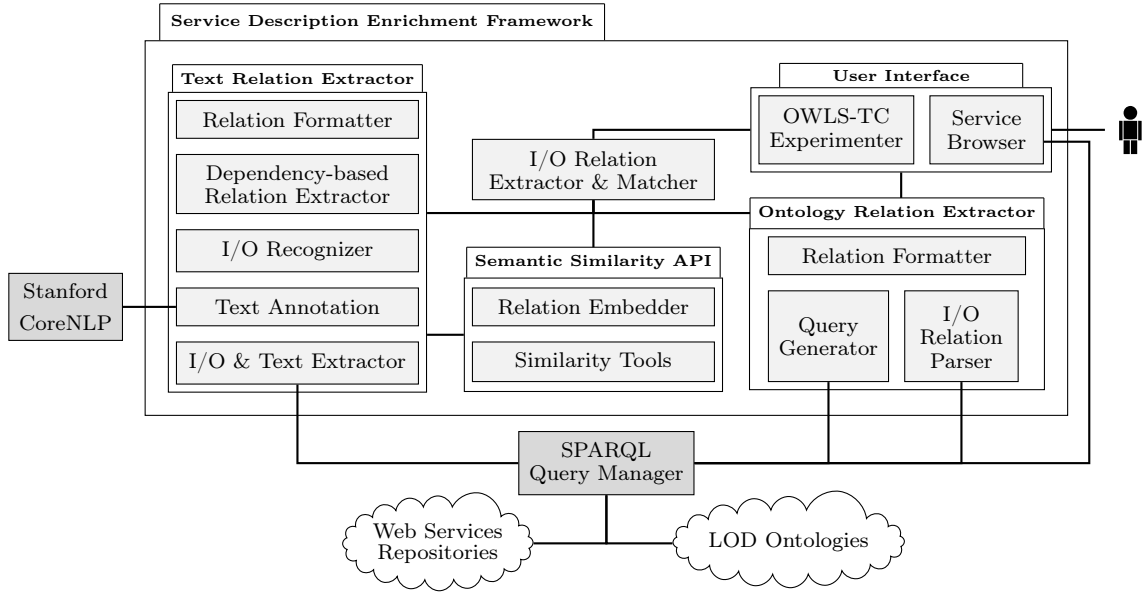 Service Description Enrichment Framework
Text Relation Extractor
Relation Formatter
Dependency-based
Relation Extractor
I/O Recognizer
Text Annotation
I/O & Text Extractor
Stanford
CoreNLP
I/O Relation
Extractor & Matcher
Semantic Similarity API
Relation Embedder
Similarity Tools
User Interface
OWLS-TC
Experimenter
Service
Browser
Ontology Relation Extractor
Relation Formatter
Query
Generator
I/O
Relation
Parser
SPARQL
Query Manager
Web Services
Repositories
LOD Ontologies